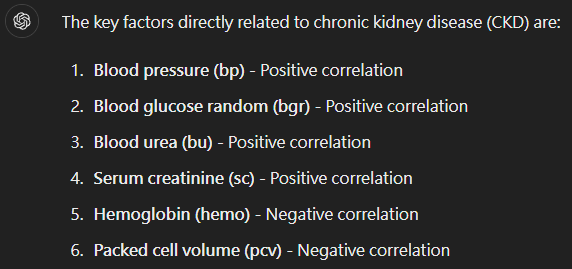 The key factors directly related to chronic kidney disease (CKD) are:
1. Blood pressure (bp) - Positive correlation
2. Blood glucose random (bgr) - Positive correlation
3. Blood urea (bu) - Positive correlation
4. Serum creatinine (sc) - Positive correlation
5. Hemoglobin (hemo) - Negative correlation
6. Packed cell volume (pcv) - Negative correlation